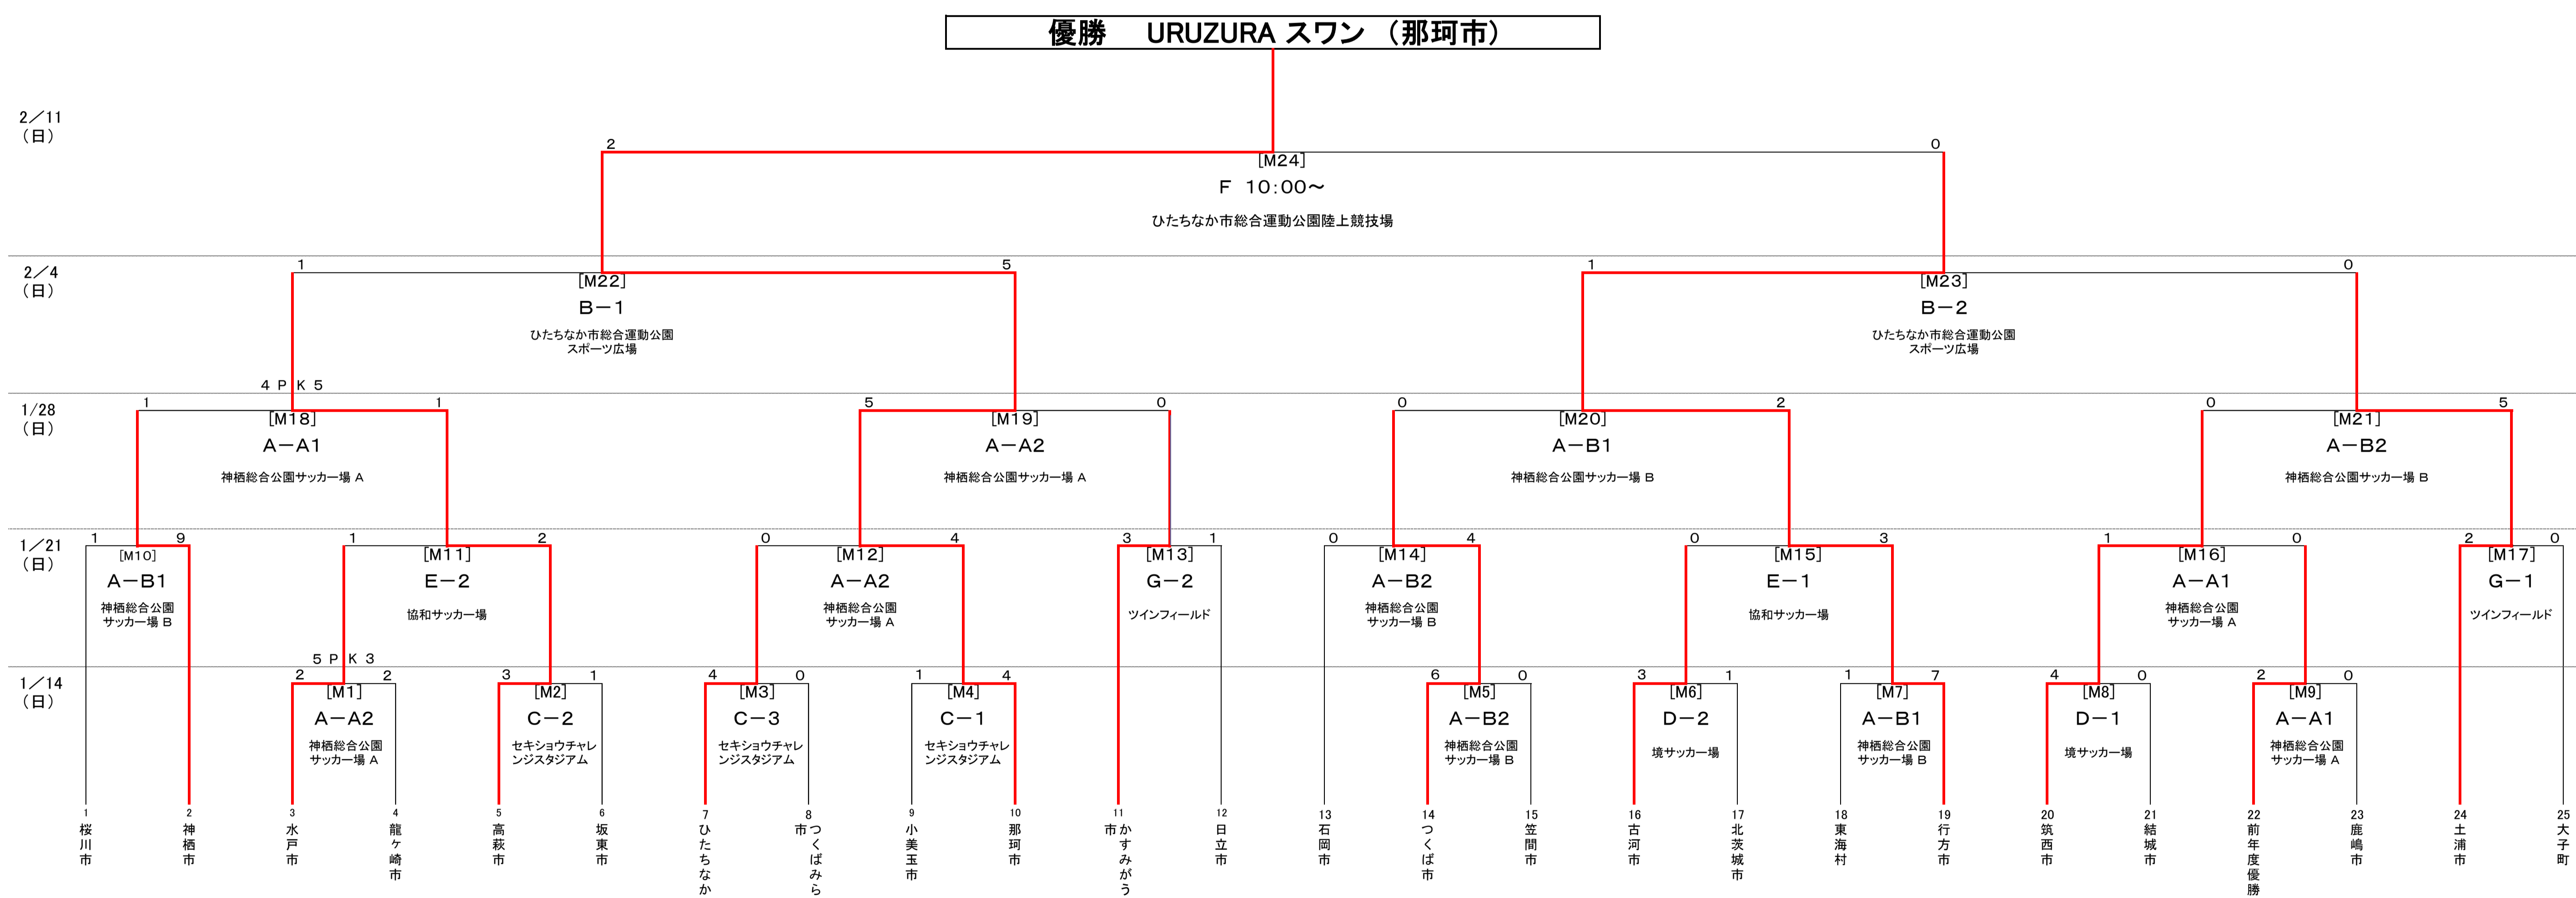 優勝　URUZURA スワン （那珂市）
2／11
（日）
2
0
[M24]
F 10:00～
ひたちなか市総合運動公園陸上競技場
2／4
（日）
1
5
1
0
[M22]
[M23]
B－1
B－2
ひたちなか市総合運動公園
スポーツ広場
ひたちなか市総合運動公園
スポーツ広場
4 P K 5
1/28
（日）
1
1
5
0
0
2
0
5
[M18]
[M19]
[M20]
[M21]
A－A1
A－A2
A－B1
A－B2
神栖総合公園サッカー場 A
神栖総合公園サッカー場 A
神栖総合公園サッカー場 B
神栖総合公園サッカー場 B
1／21
（日）
1
9
1
2
0
4
3
1
0
4
0
3
1
0
2
0
[M10]
[M11]
[M12]
[M13]
[M14]
[M15]
[M16]
[M17]
A－B1
E－2
A－A2
G－2
A－B2
E－1
A－A1
G－1
神栖総合公園
サッカー場 B
協和サッカー場
神栖総合公園
サッカー場 A
ツインフィールド
神栖総合公園
サッカー場 B
協和サッカー場
神栖総合公園
サッカー場 A
ツインフィールド
5 P K 3
1／14
（日）
2
2
3
1
4
0
1
4
6
0
3
1
1
7
4
0
2
0
[M1]
[M2]
[M3]
[M4]
[M5]
[M6]
[M7]
[M8]
[M9]
A－A2
C－2
C－3
C－1
A－B2
D－2
A－B1
D－1
A－A1
神栖総合公園
サッカー場 A
セキショウチャレ
ンジスタジアム
セキショウチャレ
ンジスタジアム
セキショウチャレ
ンジスタジアム
神栖総合公園
サッカー場 B
境サッカー場
神栖総合公園
サッカー場 B
境サッカー場
神栖総合公園
サッカー場 A
1
桜川市
2
神栖市
3
水戸市
4
龍ヶ崎市
5
高萩市
6
坂東市
7
ひたちなか
8
つくばみら
市
9
小美玉市
10
那珂市
11
かすみがう
市
12
日立市
13
石岡市
14
つくば市
15
笠間市
16
古河市
17
北茨城市
18
東海村
19
行方市
20
筑西市
21
結城市
22
前年度優勝
23
鹿嶋市
24
土浦市
25
大子町